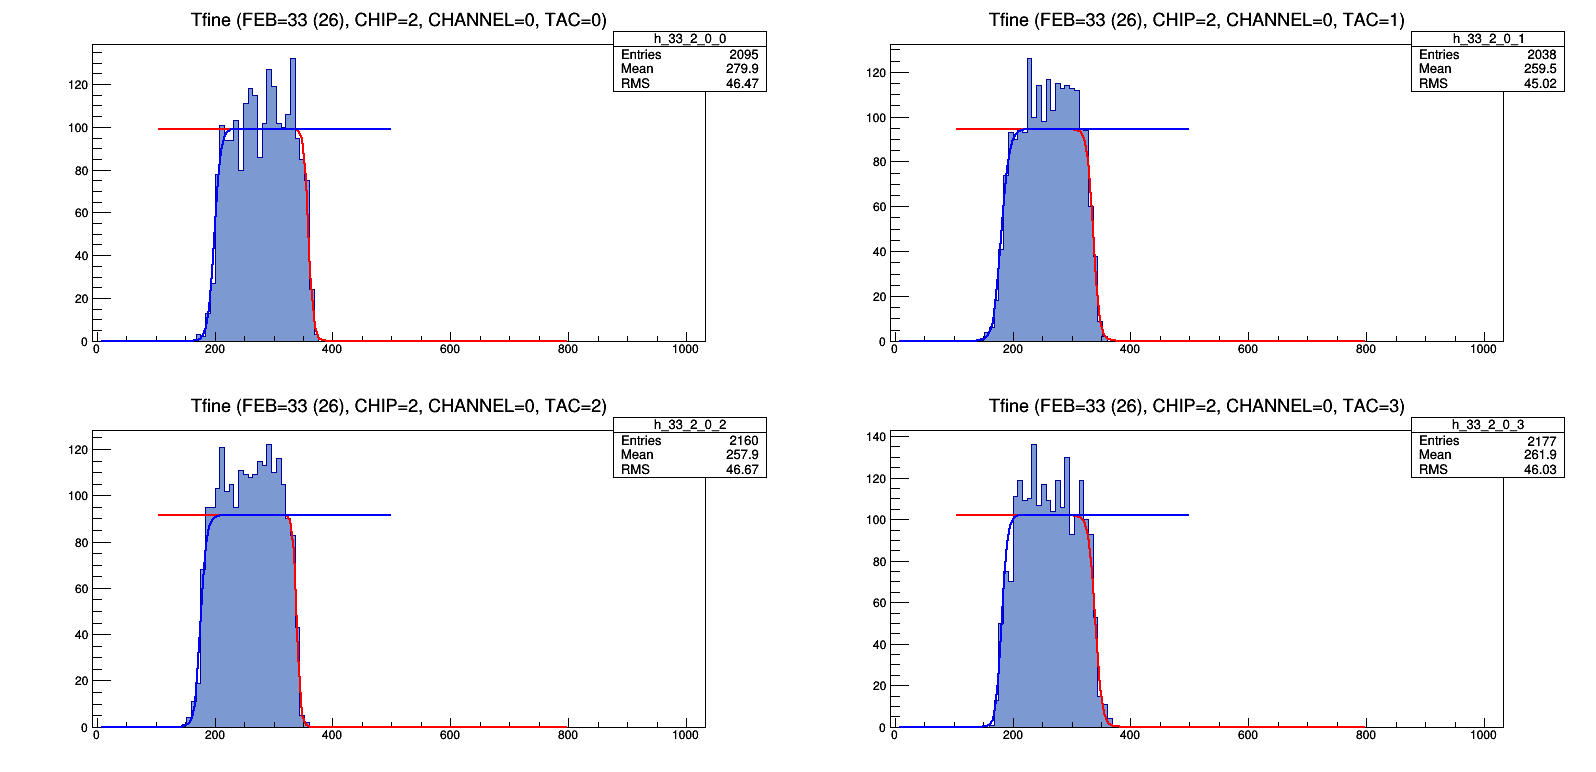 Tfine (FEB=33 (26), CHIP=2, CHANNEL=0, TAC=0)
h_33_2_0_0
Entries 2095
Mean 279.9
RMS 46.47
120
100
80
60
40
20
0
0 200 400 600 800 1000
Tfine (FEB=33 (26), CHIP=2, CHANNEL=0, TAC=1)
h_33_2_0_1
Entries 2038
Mean 259.5
RMS 45.02
120
100
80
60
40
20
0
0 200 400 600 800 1000
Tfine (FEB=33 (26), CHIP=2, CHANNEL=0, TAC=2)
h_33_2_0_2
Entries 2160
Mean 257.9
RMS 46.67
120
100
80
60
40
20
0
0 200 400 600 800 1000
Tfine (FEB=33 (26), CHIP=2, CHANNEL=0, TAC=3)
h_33_2_0_3
Entries 2177
Mean 261.9
RMS 46.03
140
120
100
80
60
40
20
0
0 200 400 600 800 1000